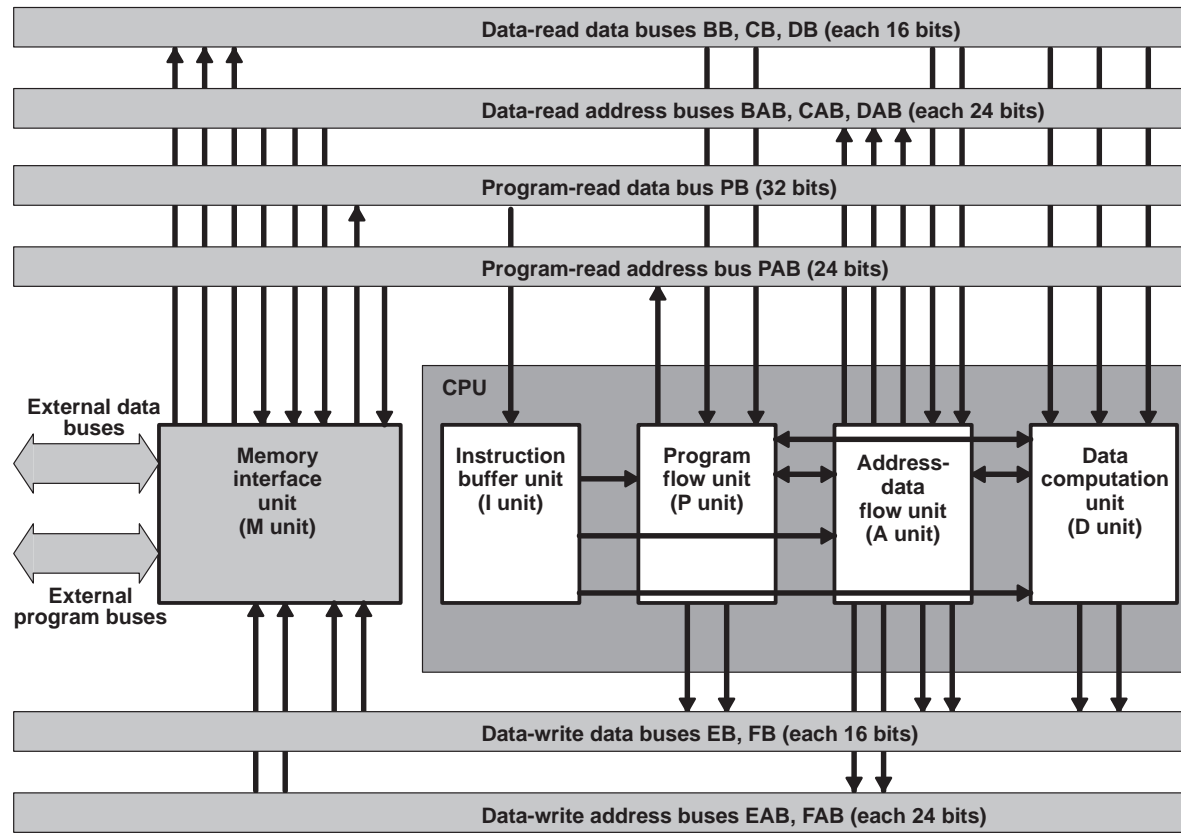 Data-read data buses BB, CB, DB (each 16 bits)
Data-read address buses BAB, CAB, DAB (each 24 bits)
Program-read data bus PB (32 bits)
Program-read address bus PAB (24 bits)
CPU
External data
buses
Memory
interface
unit
(M unit)
Instruction
buffer unit
(I unit)
Program
flow unit
(P unit)
Address-
data
flow unit
(A unit)
Data
computation
unit
(D unit)
External
program buses
Data-write data buses EB, FB (each 16 bits)
Data-write address buses EAB, FAB (each 24 bits)